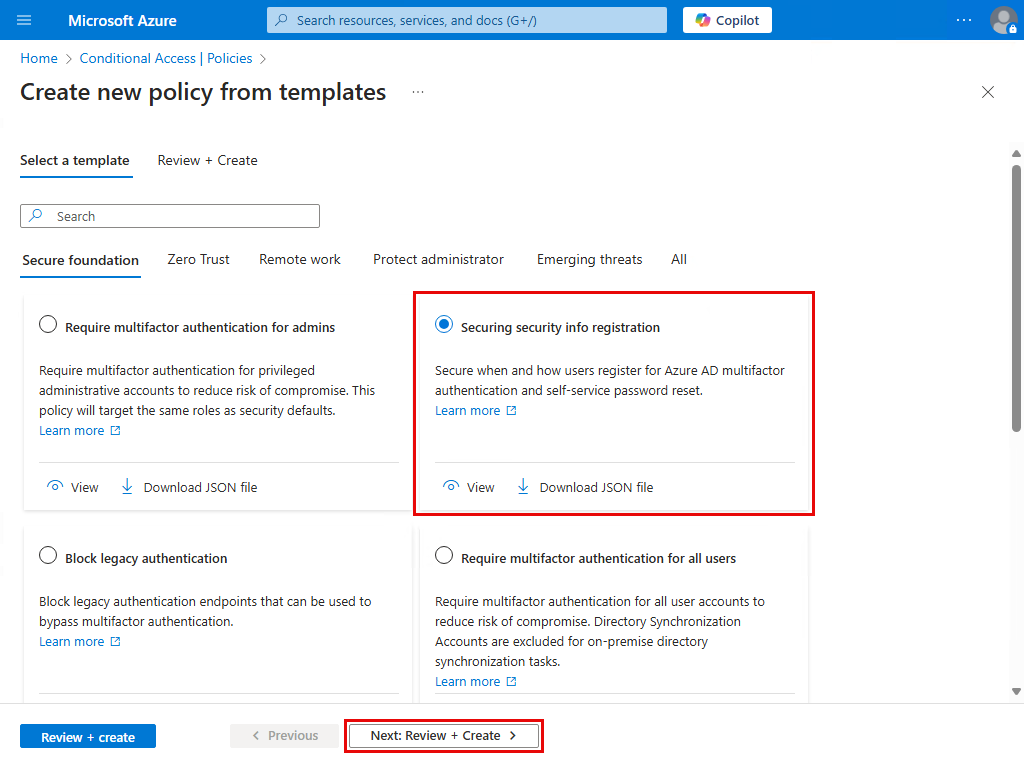 Microsoft Azure
Search resources, services, and docs (G+/)
Copilot
Home > Conditional Access | Policies >
Create new policy from templates ...
Select a template
Review + Create
Search
Secure foundation
Zero Trust
Remote work
Protect administrator
Emerging threats
All
Require multifactor authentication for admins
Require multifactor authentication for privileged
administrative accounts to reduce risk of compromise. This
policy will target the same roles as security defaults.
Learn more
View
Download JSON file
Securing security info registration
Secure when and how users register for Azure AD multifactor
authentication and self-service password reset.
Learn more
View
Download JSON file
Block legacy authentication
Block legacy authentication endpoints that can be used to
bypass multifactor authentication.
Learn more
Require multifactor authentication for all users
Require multifactor authentication for all user accounts to
reduce risk of compromise. Directory Synchronization
Accounts are excluded for on-premise directory
synchronization tasks.
Learn more
Review + create
< Previous
Next: Review + Create >